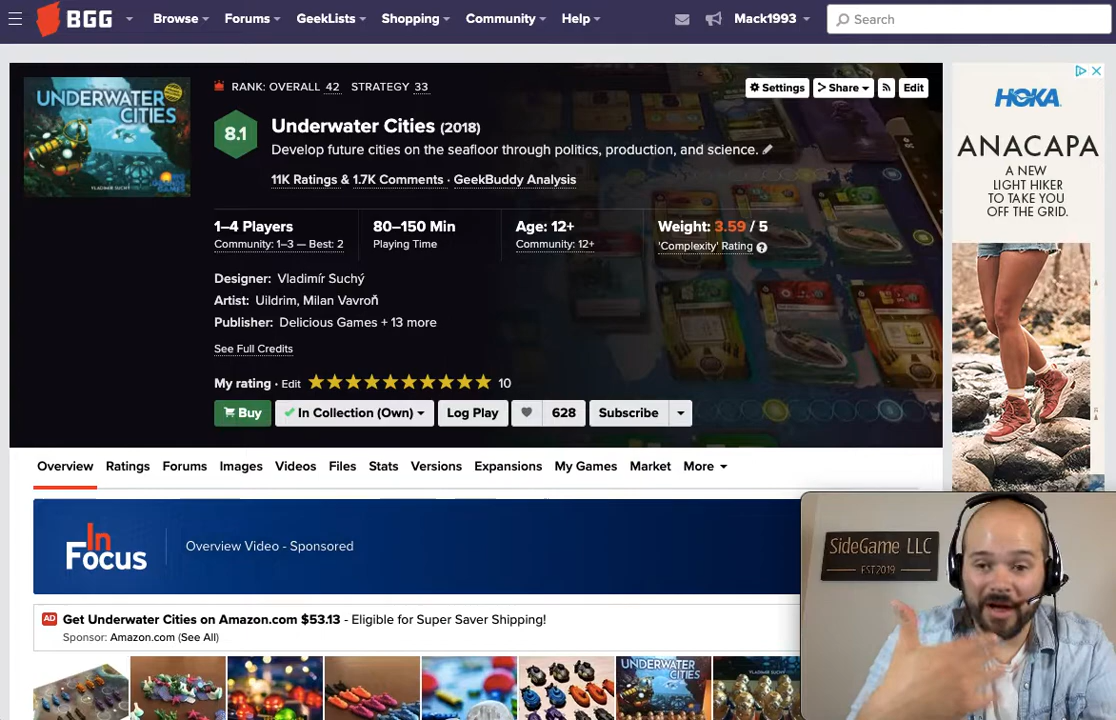 BGG
Browse
Forums
GeekLists
Shopping
Community
Help
Mack1993
Search
UNDERWATER
CITIES
VLADIMIR SUCHÝ
RANK: OVERALL 42 STRATEGY 33
Settings
Share
Edit
8.1
Underwater Cities (2018)
Develop future cities on the seafloor through politics, production, and science.
11K Ratings & 1.7K Comments · GeekBuddy Analysis
1–4 Players
Community: 1–3 — Best: 2
80–150 Min
Playing Time
Age: 12+
Community: 12+
Weight: 3.59 / 5
'Complexity' Rating
Designer: Vladimír Suchý
Artist: Uildrim, Milan Vavroň
Publisher: Delicious Games + 13 more
See Full Credits
My rating · Edit
10
Buy
In Collection (Own)
Log Play
628
Subscribe
Overview
Ratings
Forums
Images
Videos
Files
Stats
Versions
Expansions
My Games
Market
More
In
Focus
Overview Video - Sponsored
AD Get Underwater Cities on Amazon.com $53.13 - Eligible for Super Saver Shipping!
Sponsor: Amazon.com (See All)
UNDERWATER
CITIES
HOKA
ANACAPA
A NEW
LIGHT HIKER
TO TAKE YOU
OFF THE GRID.
SideGame LLC
EST2019